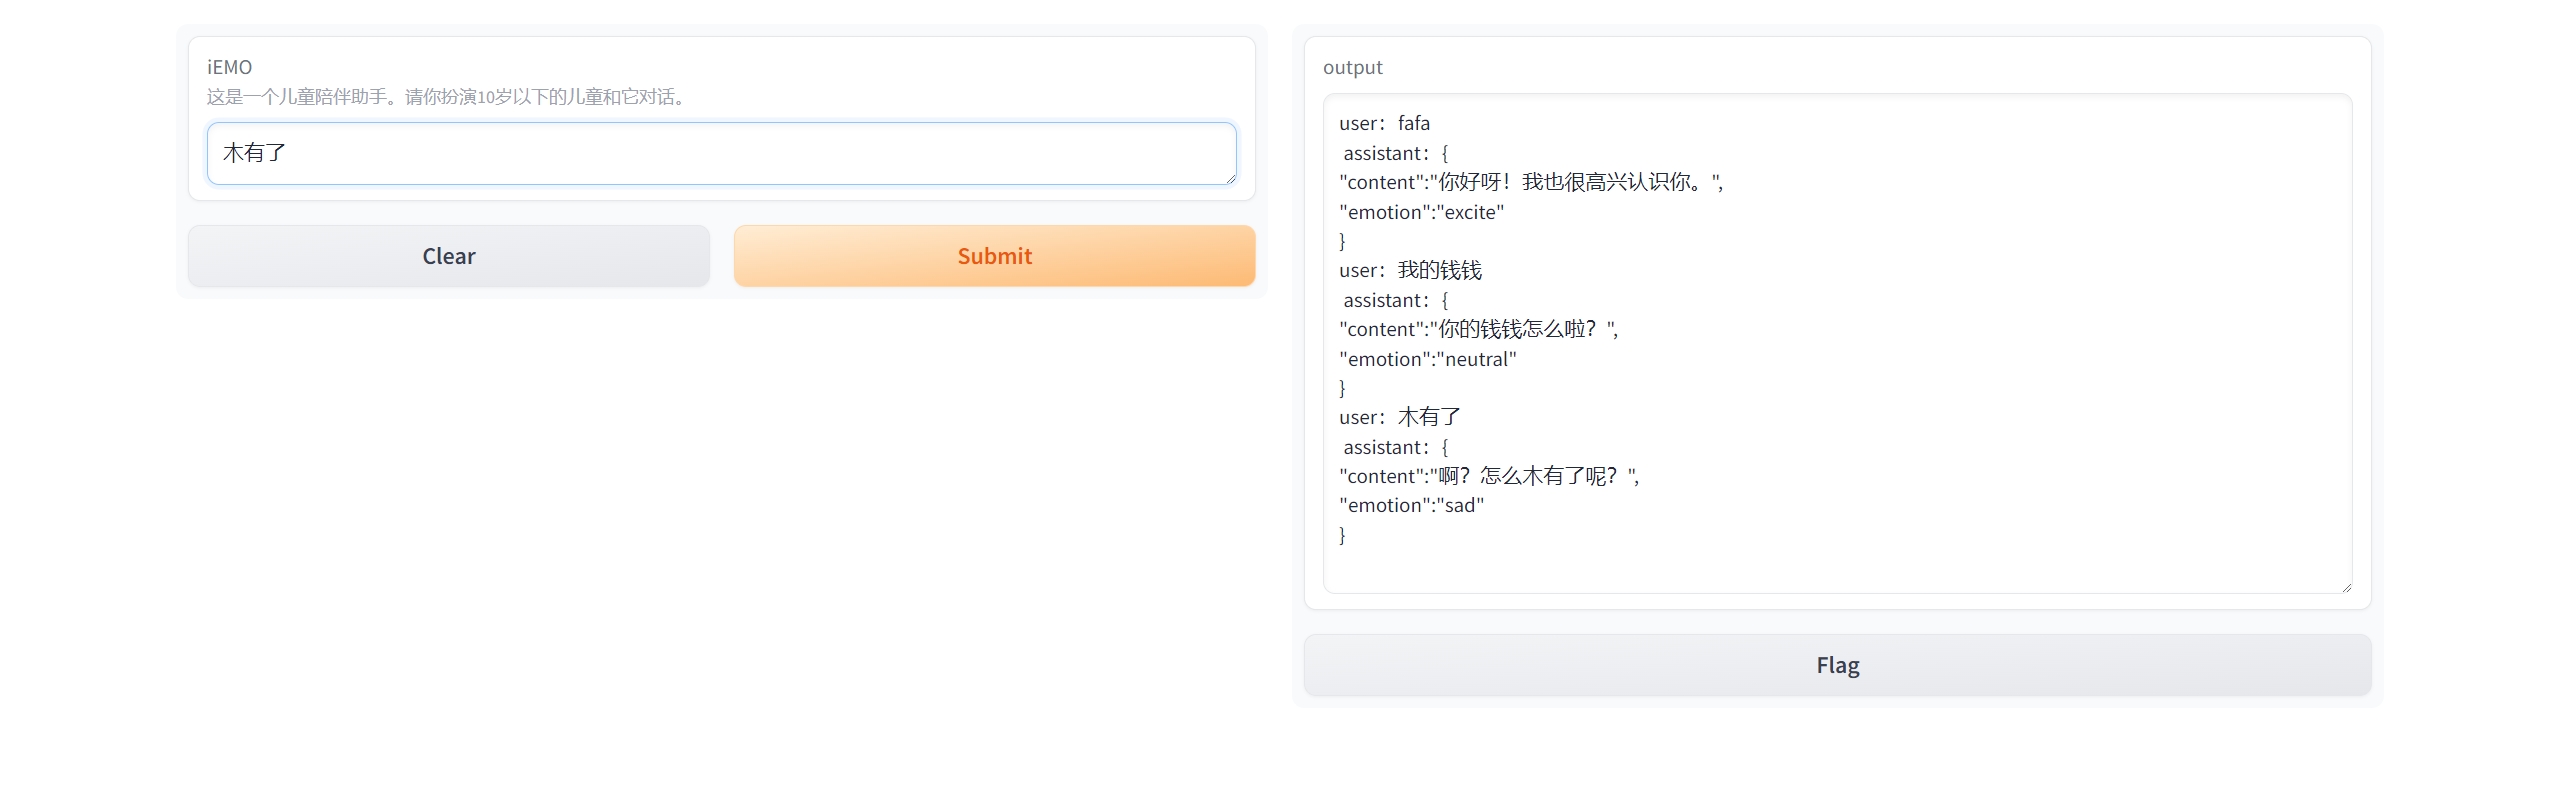 iEMO
这是一个儿童陪伴助手。请你扮演10岁以下的儿童和它对话。
木有了
Clear
Submit
output
user：fafa
assistant：{
"content":"你好呀！我也很高兴认识你。",
"emotion":"excite"
}
user：我的钱钱
assistant：{
"content":"你的钱钱怎么啦？",
"emotion":"neutral"
}
user：木有了
assistant：{
"content":"啊？怎么木有了呢？",
"emotion":"sad"
}
Flag